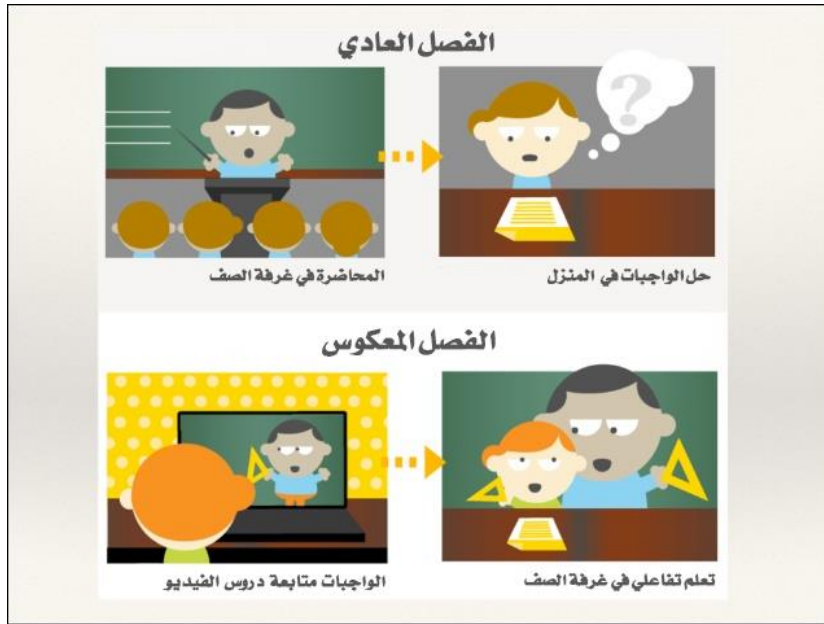 الفصل العادي
المحاضرة في غرفة الصف
حل الواجبات في المنزل
?
الفصل المعكوس
الواجبات متابعة دروس الفيديو
تعلم تفاعلي في غرفة الصف